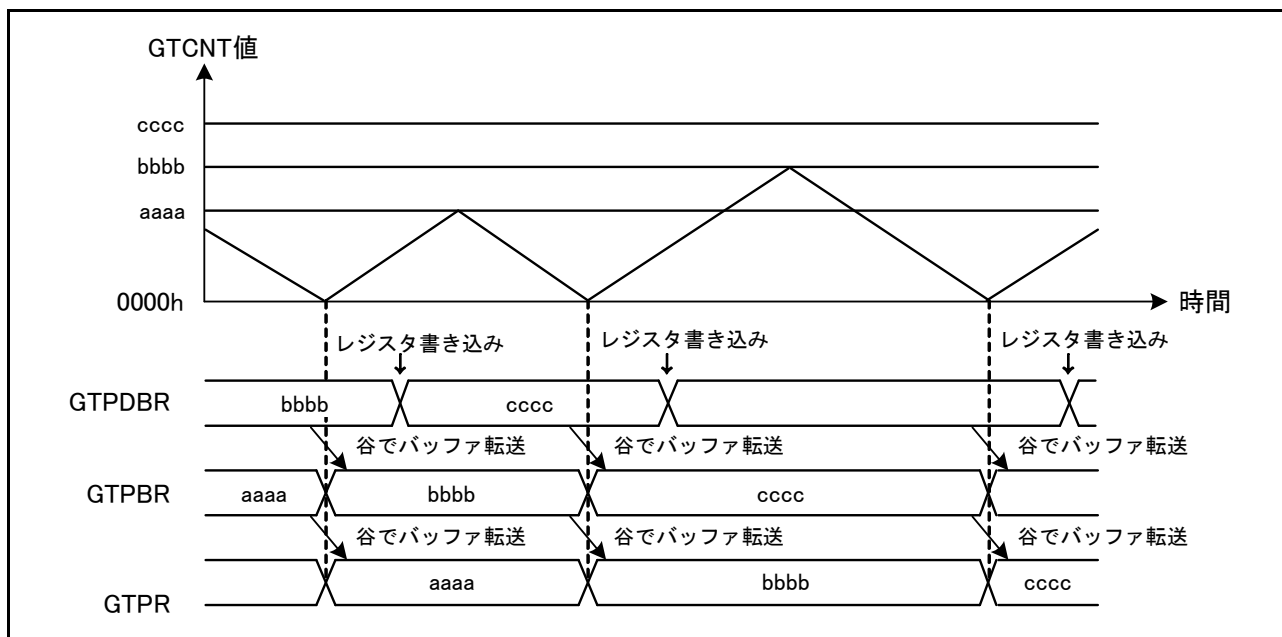 GTCNT値
cccc
bbbb
aaaa
0000h
時間
レジスタ書き込み レジスタ書き込み レジスタ書き込み
GTPDBR bbbb cccc
谷でバッファ転送 谷でバッファ転送 谷でバッファ転送
GTPBR aaaa bbbb cccc
谷でバッファ転送 谷でバッファ転送 谷でバッファ転送
GTPR aaaa bbbb cccc